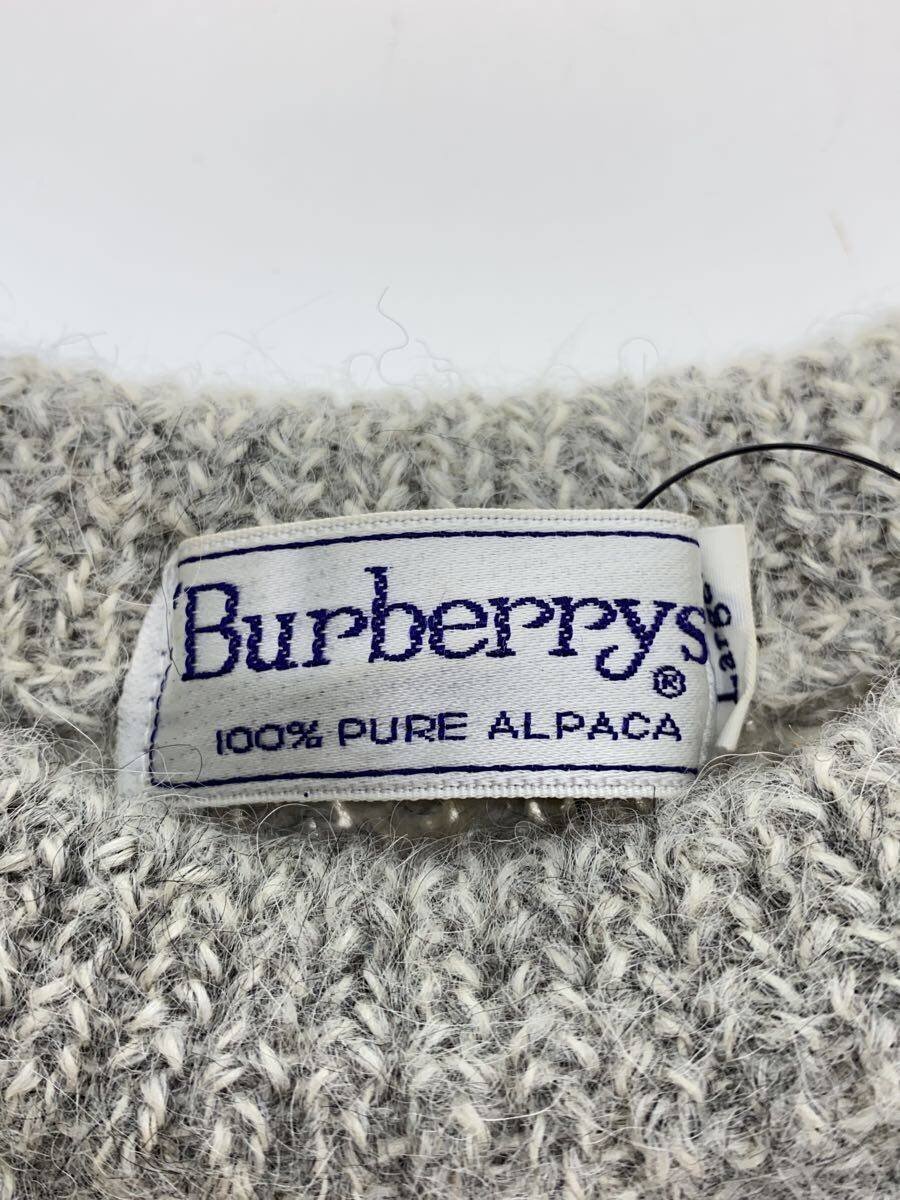 Burberrys
®
100% PURE ALPACA
Large